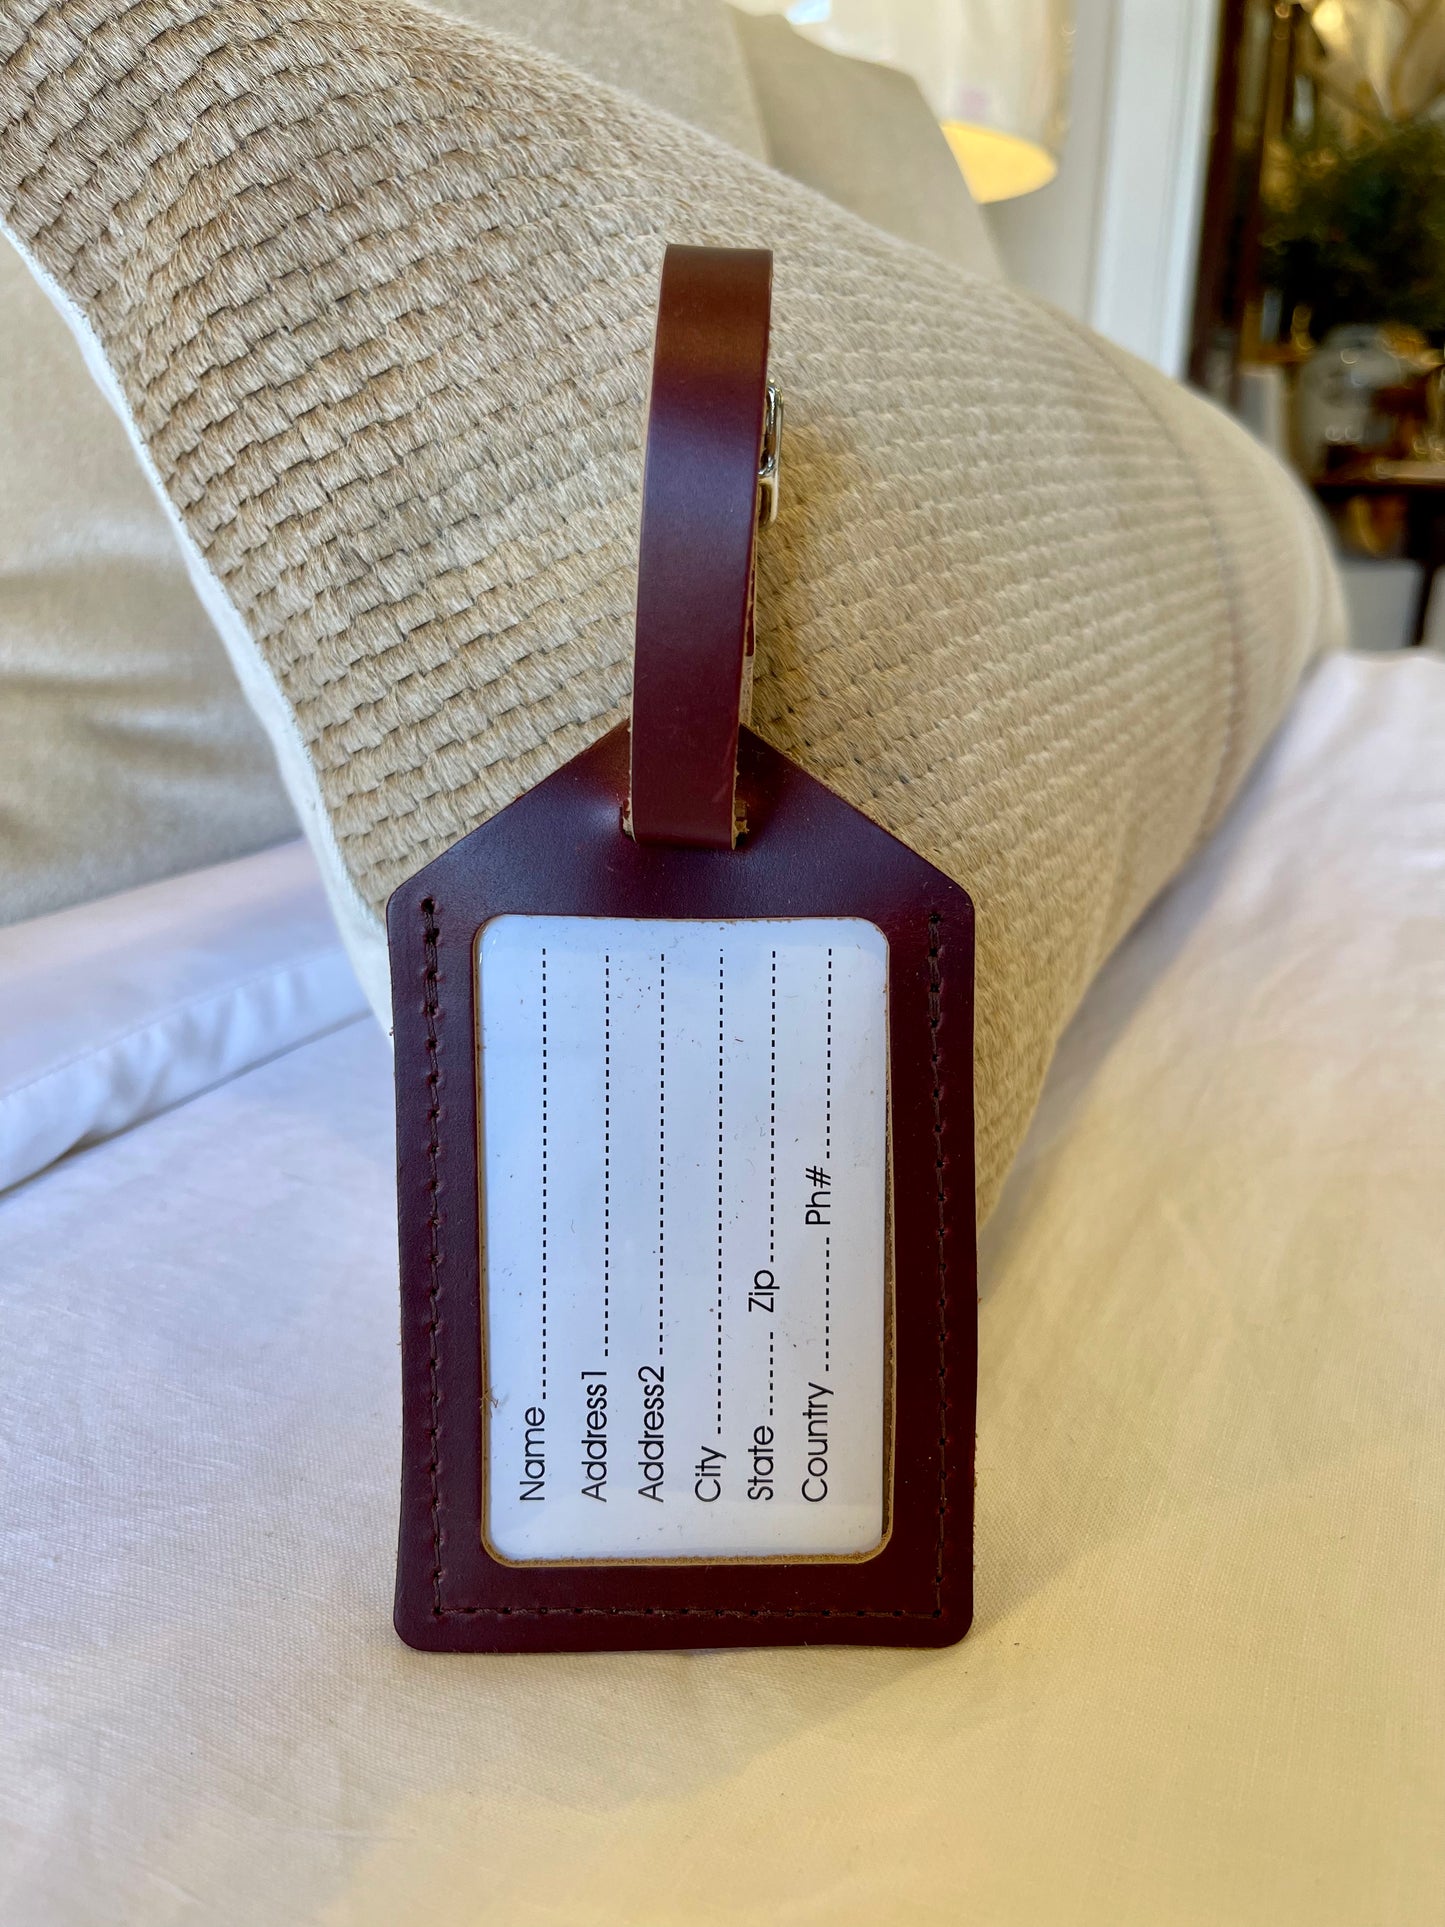 Name
Address1
Address2
City
State Zip
Country Ph#